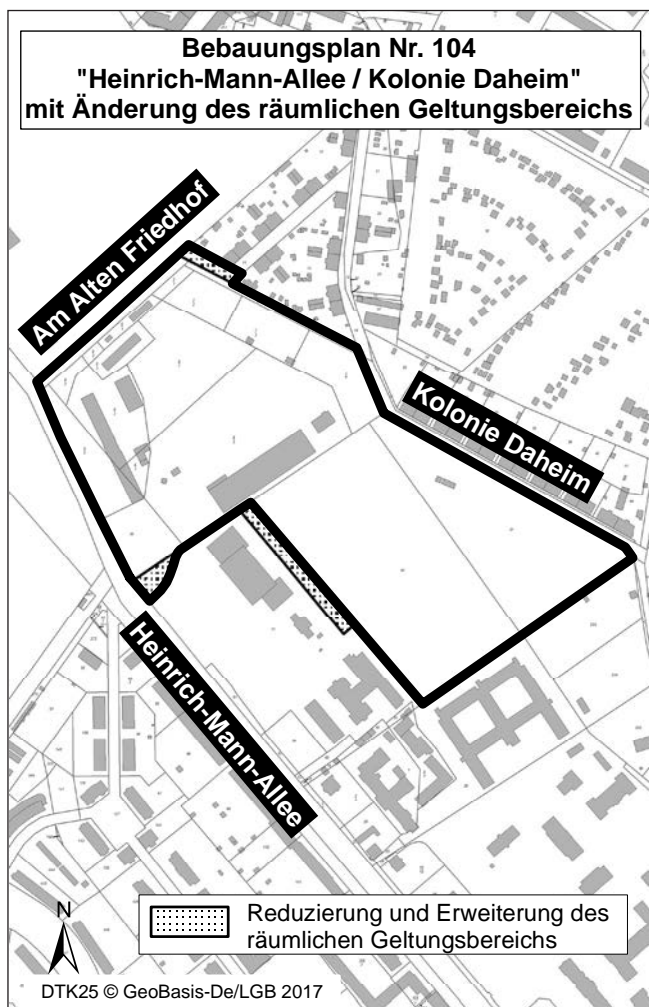 Bebauungsplan Nr. 104
"Heinrich-Mann-Allee / Kolonie Daheim"
mit Änderung des räumlichen Geltungsbereichs
Am Alten Friedhof
Kolonie Daheim
Heinrich-Mann-Allee
N
Reduzierung und Erweiterung des
räumlichen Geltungsbereichs
DTK25 © GeoBasis-De/LGB 2017